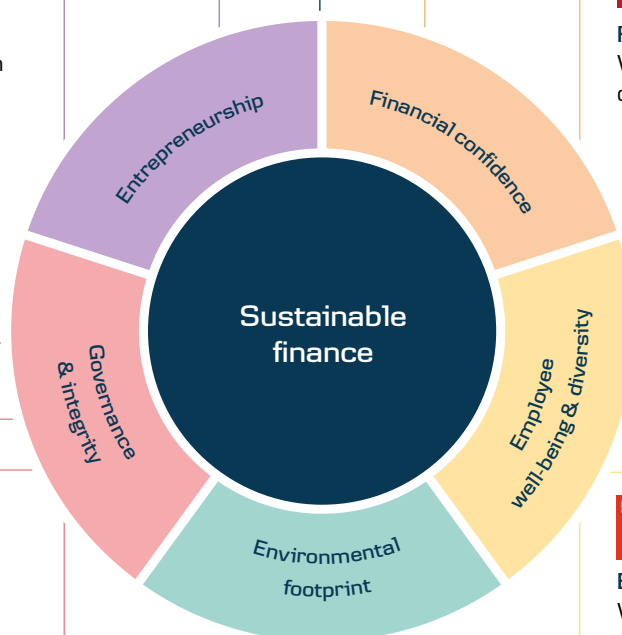 Entrepreneurship
Financial confidence
Sustainable
finance
Governance
& integrity
Employee
well-being & diversity
Environmental
footprint